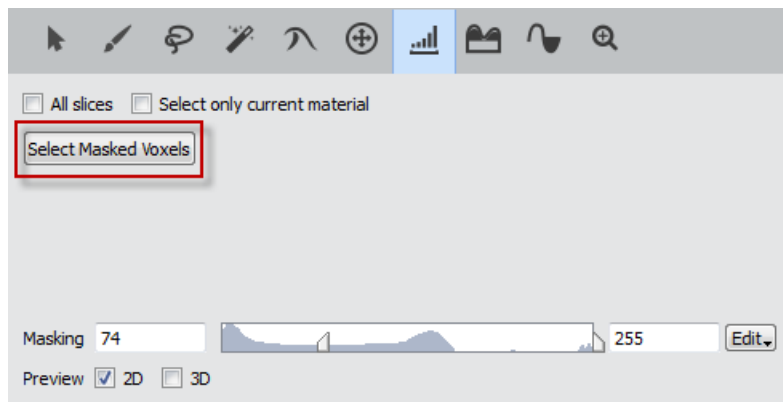 All slices Select only current material
Select Masked Voxels
Masking 74 255 Edit
Preview 2D 3D